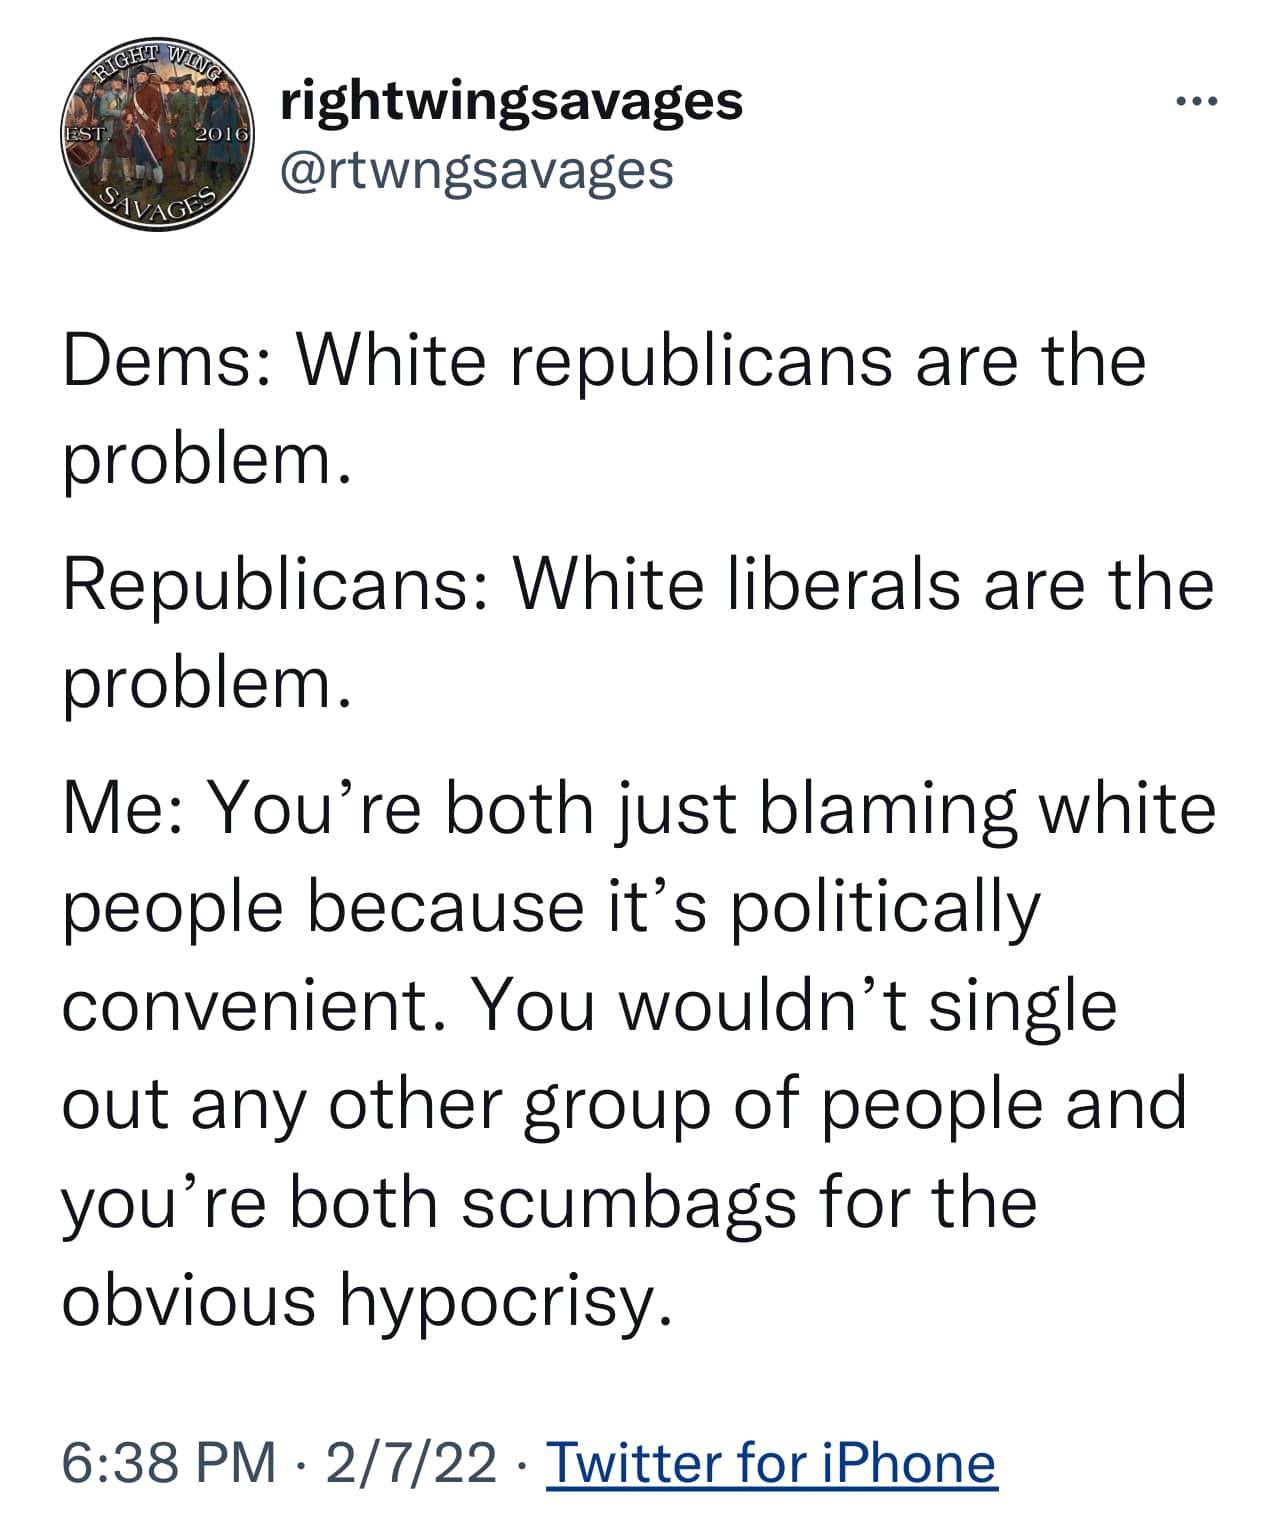 RIGHT WING
EST. 2016
SAVAGES
rightwingsavages
@rtwngsavages
Dems: White republicans are the
problem.
Republicans: White liberals are the
problem.
Me: You’re both just blaming white
people because it’s politically
convenient. You wouldn’t single
out any other group of people and
you’re both scumbags for the
obvious hypocrisy.
6:38 PM · 2/7/22 · Twitter for iPhone